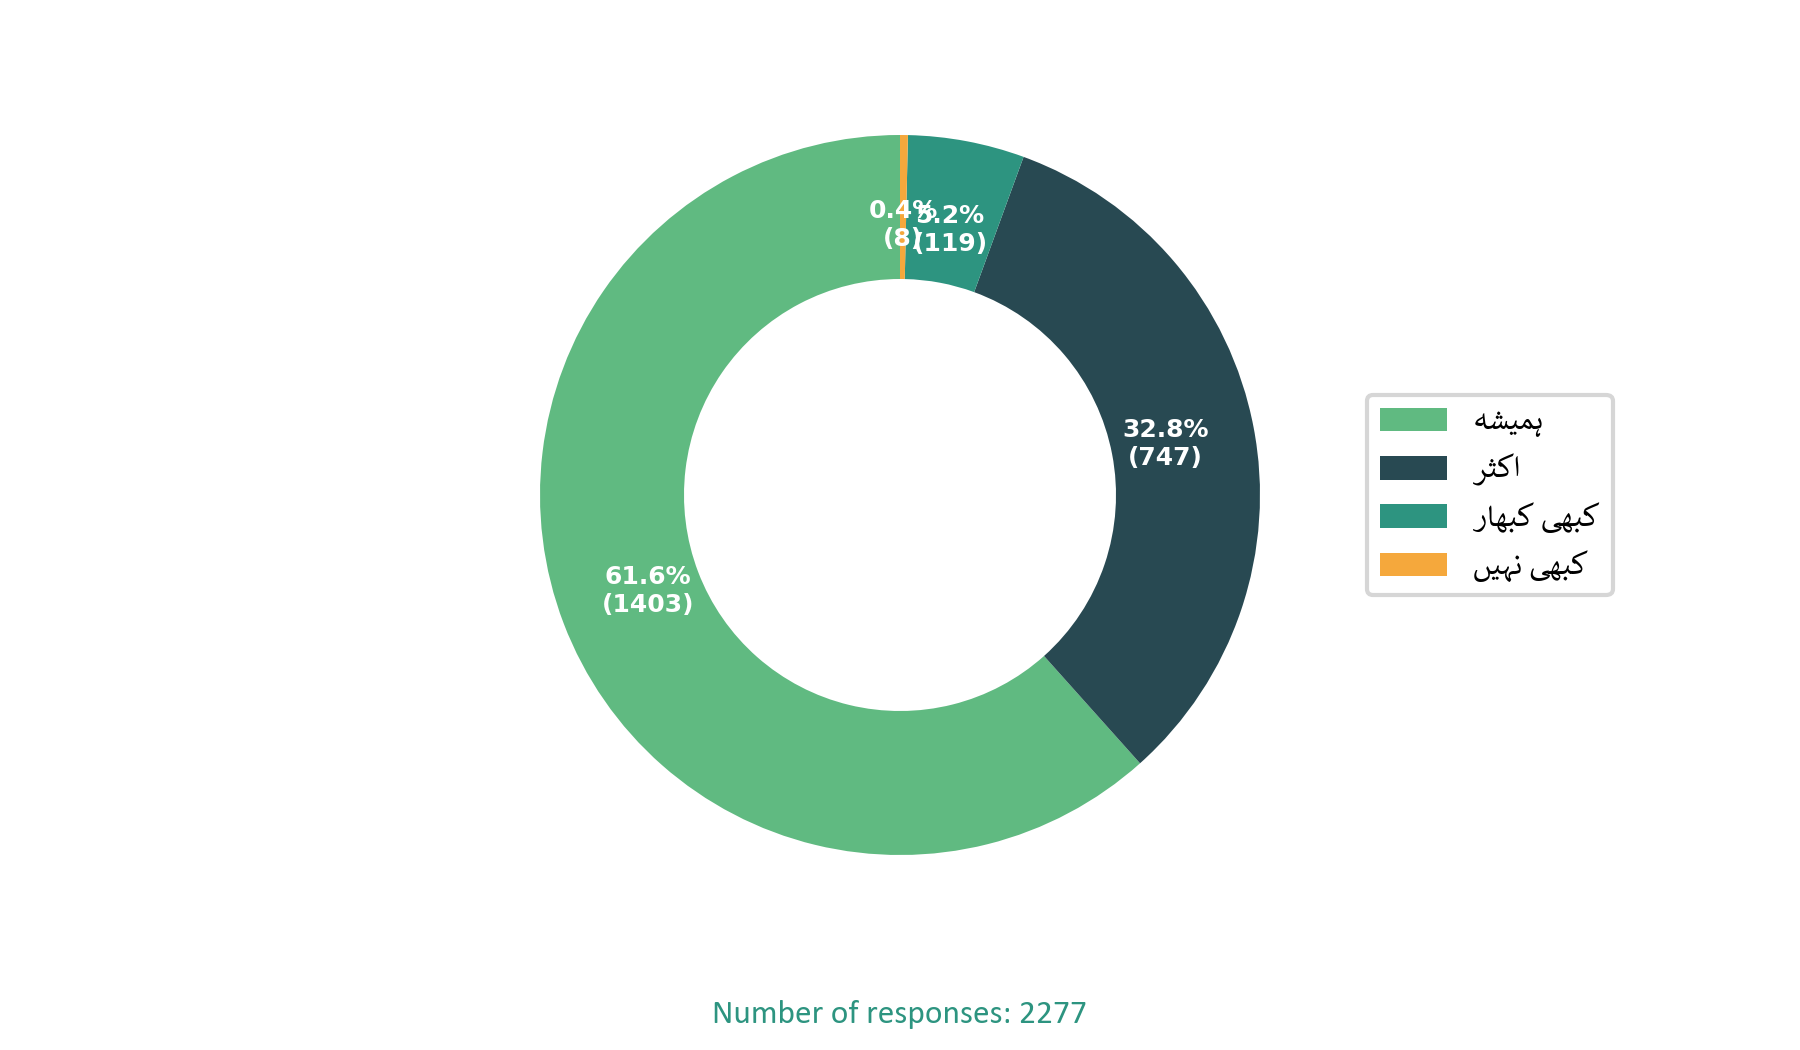 0.4%
(8)
5.2%
(119)
32.8%
(747)
61.6%
(1403)
ہمیشہ
اکثر
کبھی کبھار
کبھی نہیں
Number of responses: 2277